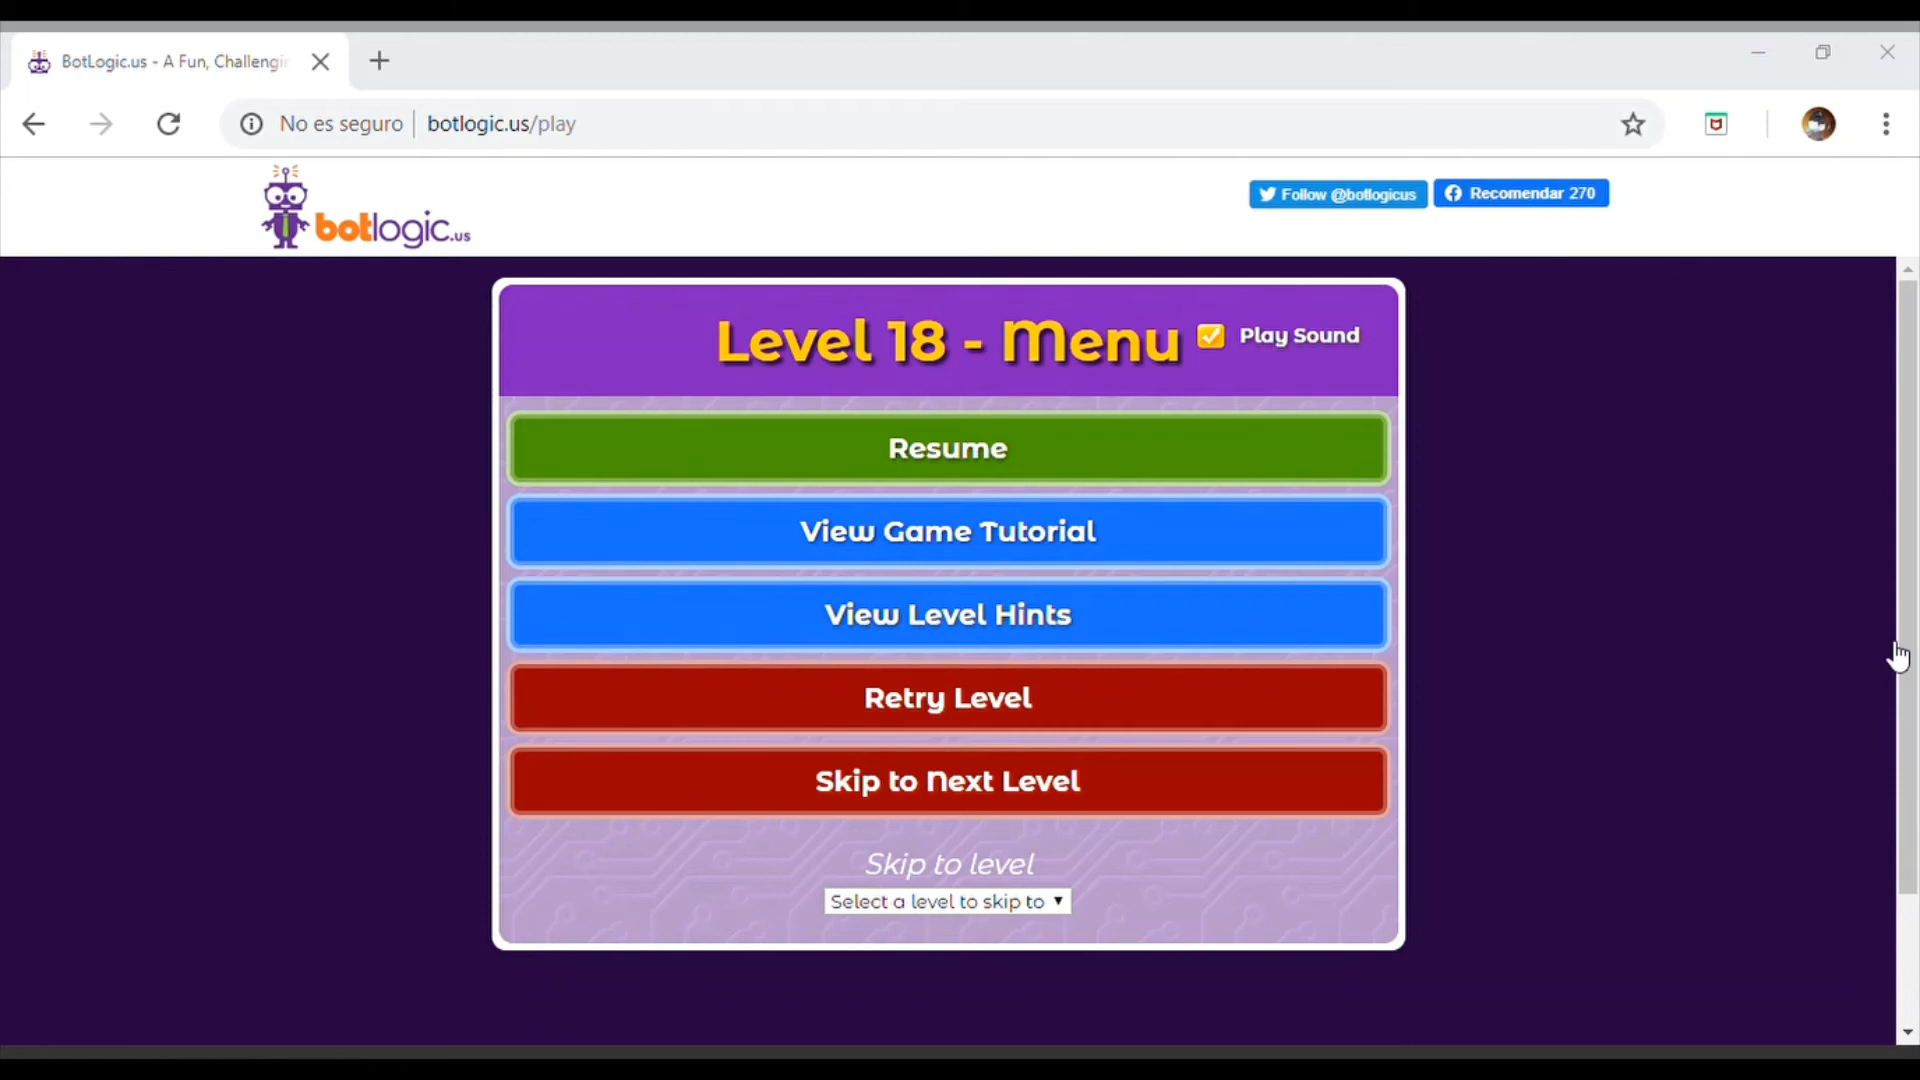 BotLogic.us - A Fun, Challengin
No es seguro
botlogic.us/play
botlogic.us
Follow @botlogicus
Recomendar 270
Level 18 - Menu
Play Sound
Resume
View Game Tutorial
View Level Hints
Retry Level
Skip to Next Level
Skip to level
Select a level to skip to